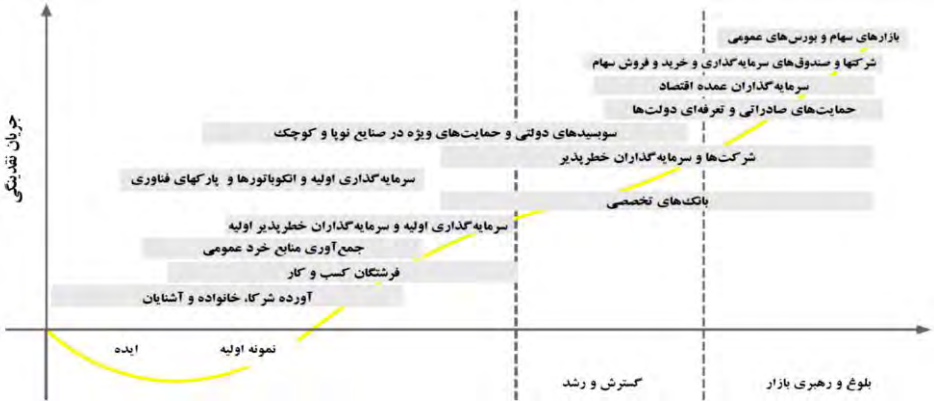 بازارهای سهام و بورس‌های عمومی
شرکتها و صندوق‌های سرمایه‌گذاری و خرید و فروش سهام
سرمایه‌گذاران عمده اقتصاد
حمایت‌های صادراتی و تعرفه‌ای دولت‌ها
سوبسیدهای دولتی و حمایت‌های ویژه در صنایع نوپا و کوچک
شرکت‌ها و سرمایه‌گذاران خطرپذیر
سرمایه‌گذاری اولیه و انکوباتورها و پارکهای فناوری
بانک‌های تخصصی
سرمایه‌گذاری اولیه و سرمایه‌گذاران خطرپذیر اولیه
جمع‌آوری منابع خرد عمومی
فرشتگان کسب و کار
آورده شرکا، خانواده و آشنایان
جریان نقدینگی
ایده
نمونه اولیه
گسترش و رشد
بلوغ و رهبری بازار